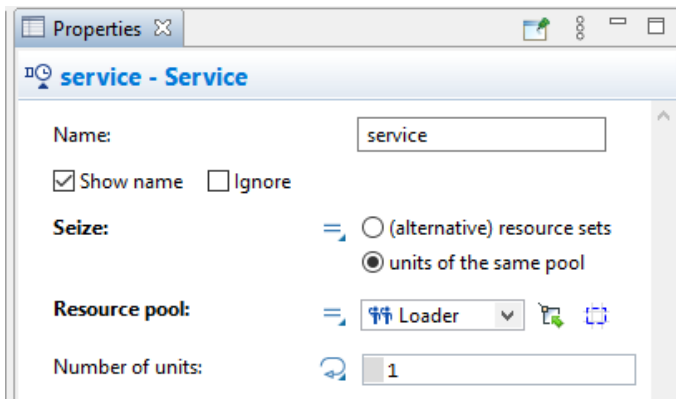 Properties
service - Service
Name: service
Show name Ignore
Seize: (alternative) resource sets
units of the same pool
Resource pool: Loader
Number of units: 1